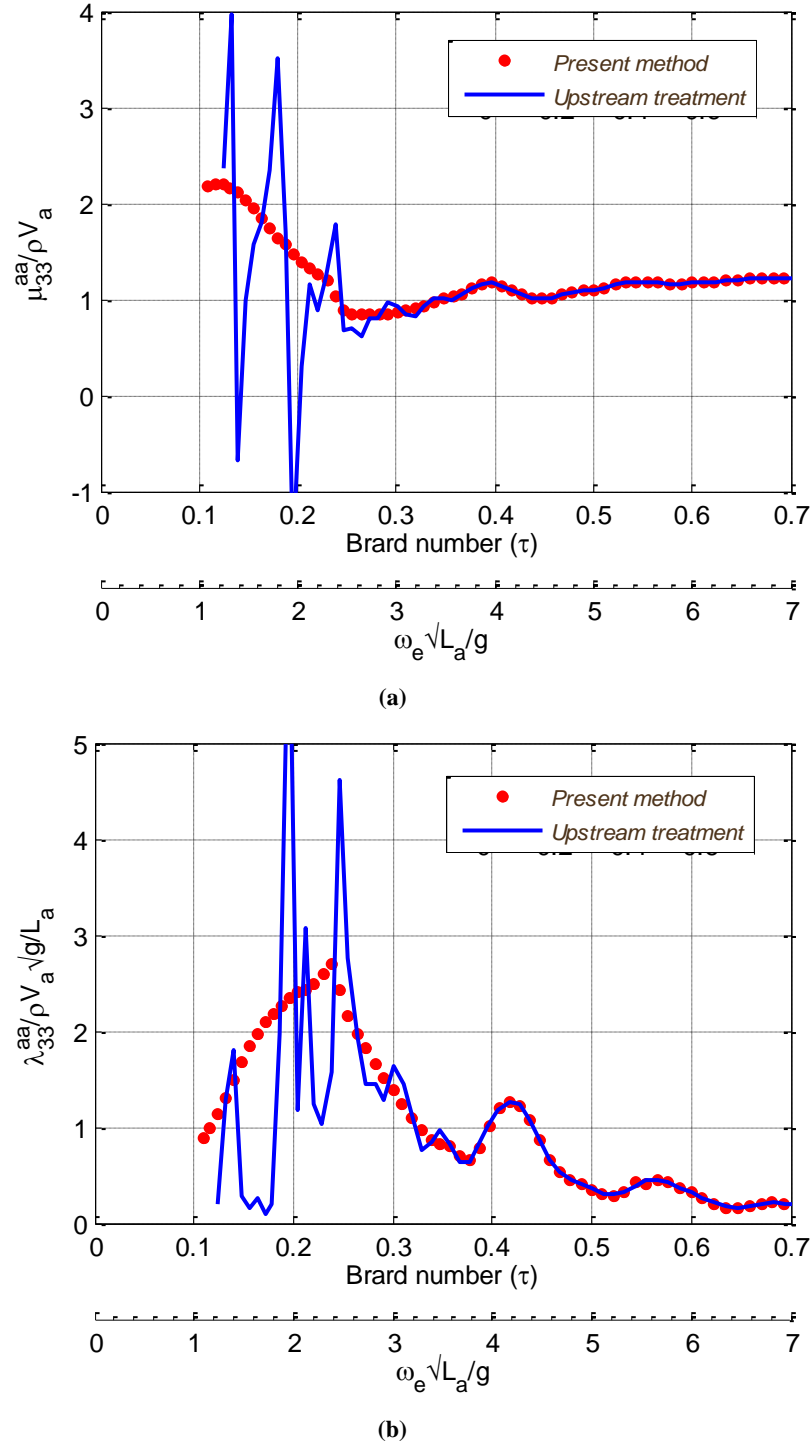 4
3
2
1
0
-1
μ₃₃ᵃᵃ/ρVₐ
Present method
Upstream treatment
0 0.1 0.2 0.3 0.4 0.5 0.6 0.7
Brard number (τ)
0 1 2 3 4 5 6 7
ωₑ√Lₐ/g
(a)
5
4
3
2
1
0
λ₃₃ᵃᵃ/ρVₐ√g/Lₐ
Present method
Upstream treatment
0 0.1 0.2 0.3 0.4 0.5 0.6 0.7
Brard number (τ)
0 1 2 3 4 5 6 7
ωₑ√Lₐ/g
(b)